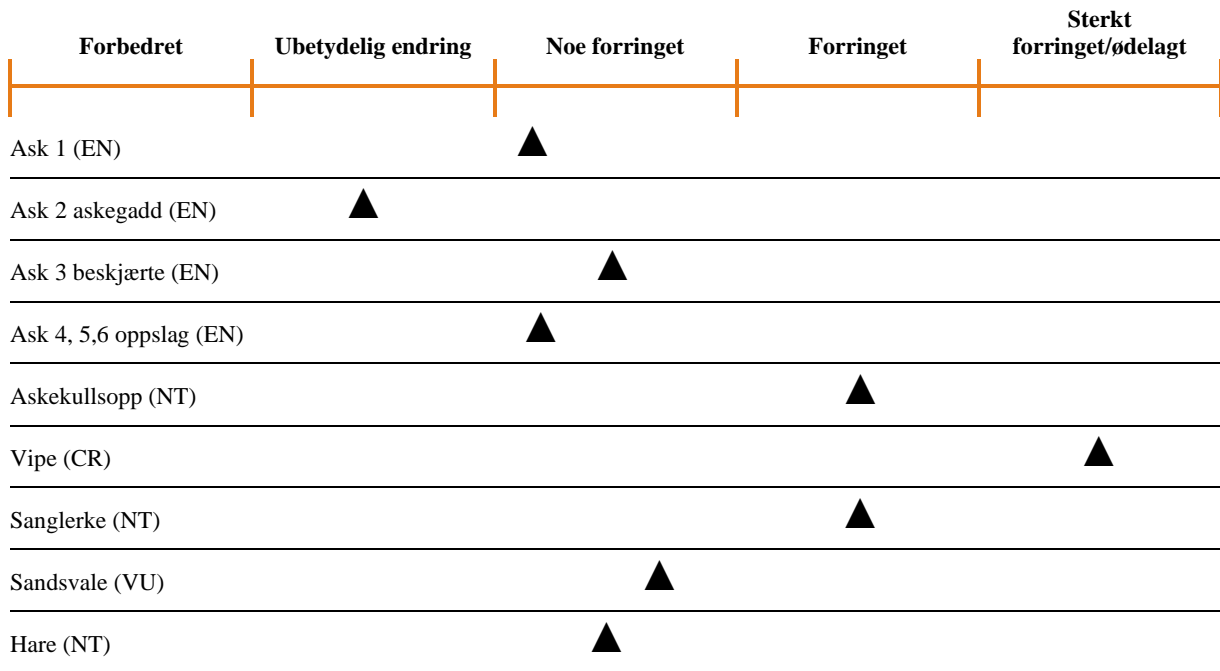 Forbedret
Ubetydelig endring
Noe forringet
Forringet
Sterkt
forringet/ødelagt
Ask 1 (EN)
Ask 2 askegadd (EN)
Ask 3 beskjærte (EN)
Ask 4, 5,6 oppslag (EN)
Askekullsopp (NT)
Vipe (CR)
Sanglerke (NT)
Sandsvale (VU)
Hare (NT)